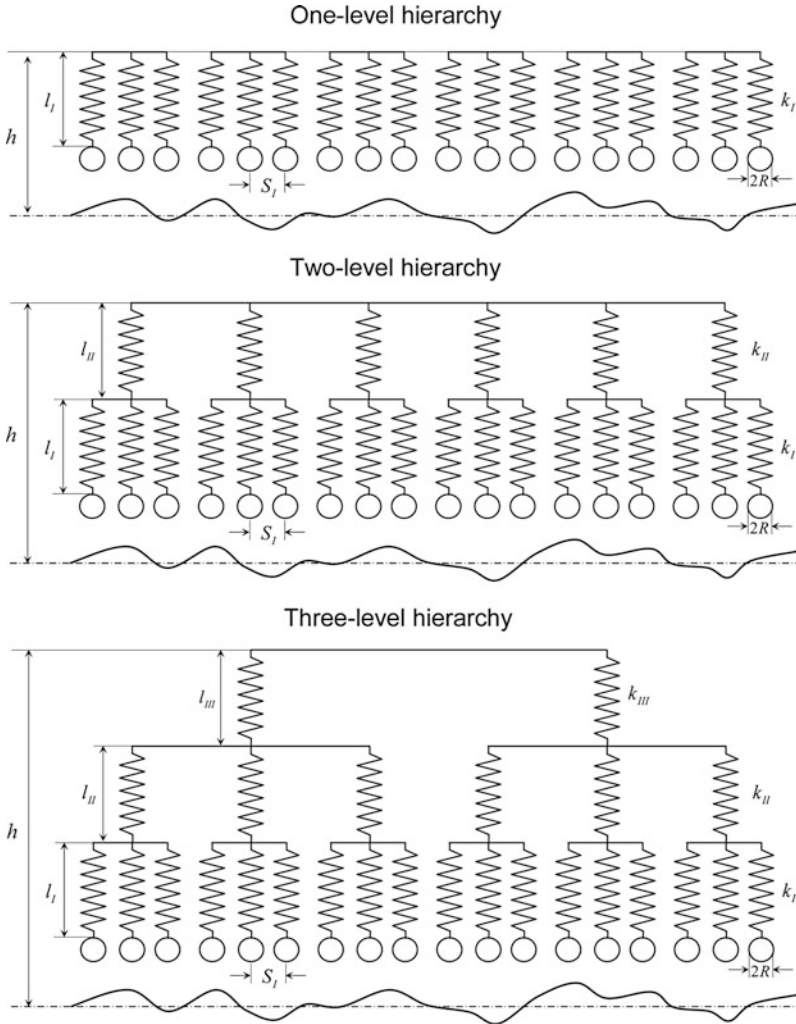 One-level hierarchy
l_I
h
k_I
S_I
2R
Two-level hierarchy
l_II
k_II
h
l_I
k_I
S_I
2R
Three-level hierarchy
l_III
k_III
l_II
k_II
h
l_I
k_I
S_I
2R